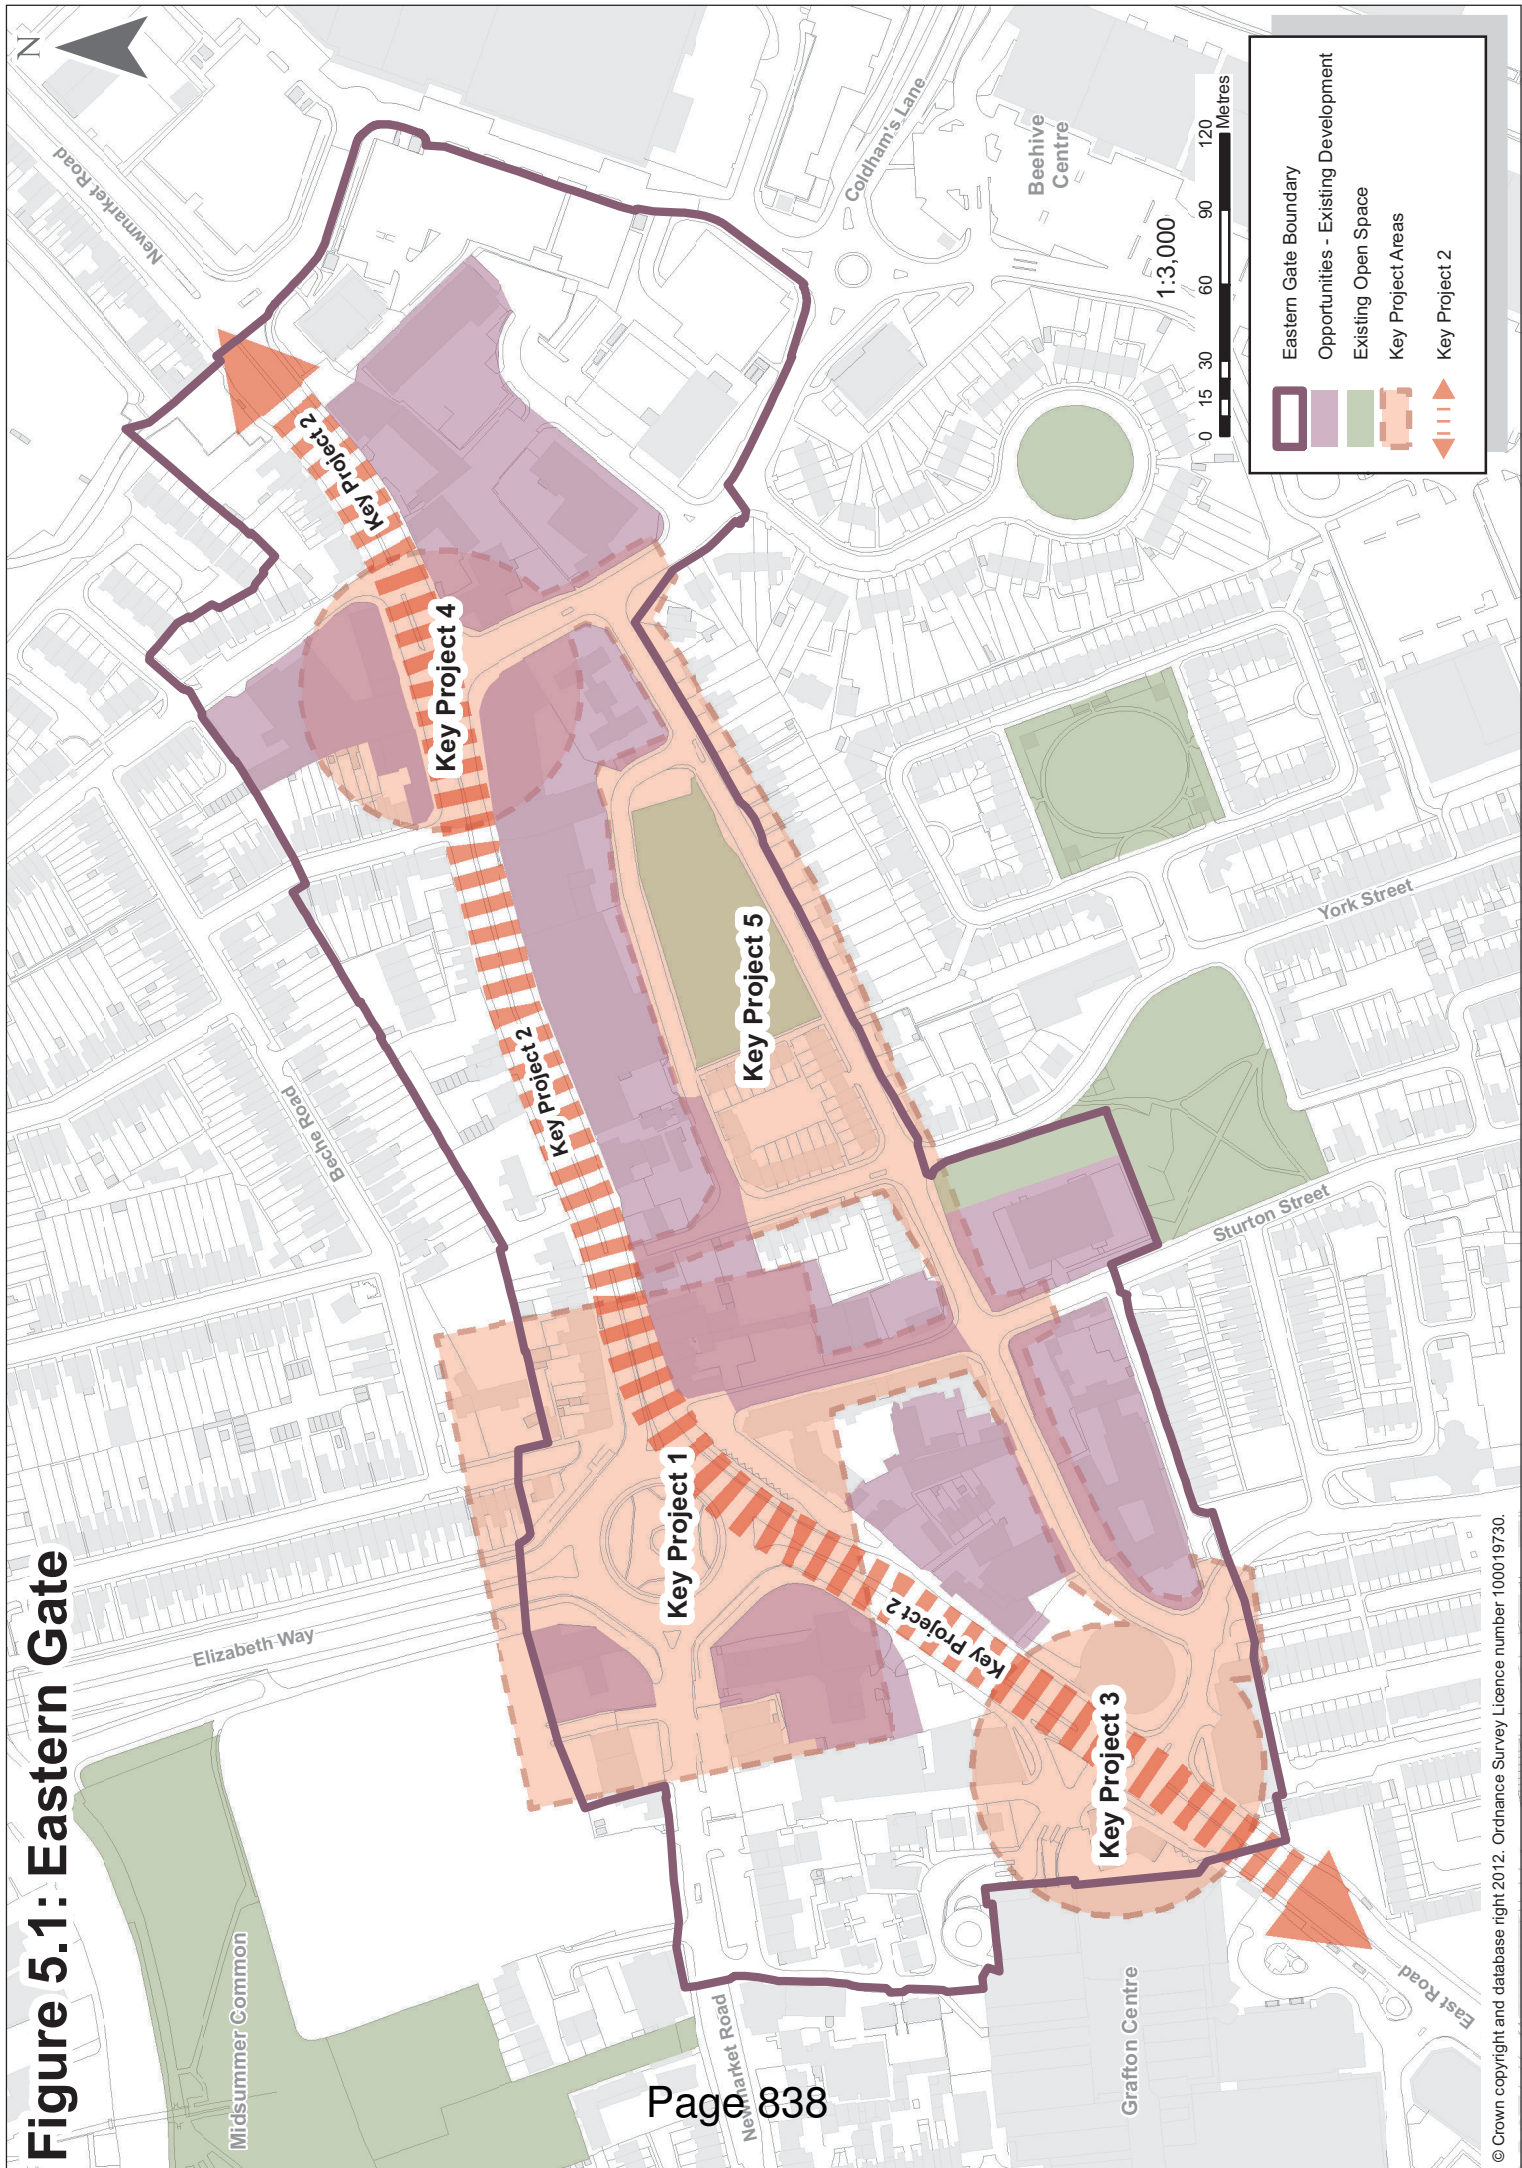 Figure 5.1: Eastern Gate
N
Midsummer Common
Elizabeth Way
Beche Road
Newmarket Road
Key Project 2
Key Project 4
Key Project 2
Key Project 1
Key Project 5
Key Project 2
Key Project 3
Newmarket Road
Grafton Centre
East Road
Sturton Street
York Street
Coldham's Lane
Beehive
Centre
1:3,000
0 15 30 60 90 120
Metres
Eastern Gate Boundary
Opportunities - Existing Development
Existing Open Space
Key Project Areas
Key Project 2
© Crown copyright and database right 2012. Ordnance Survey Licence number 100019730.
Page 838